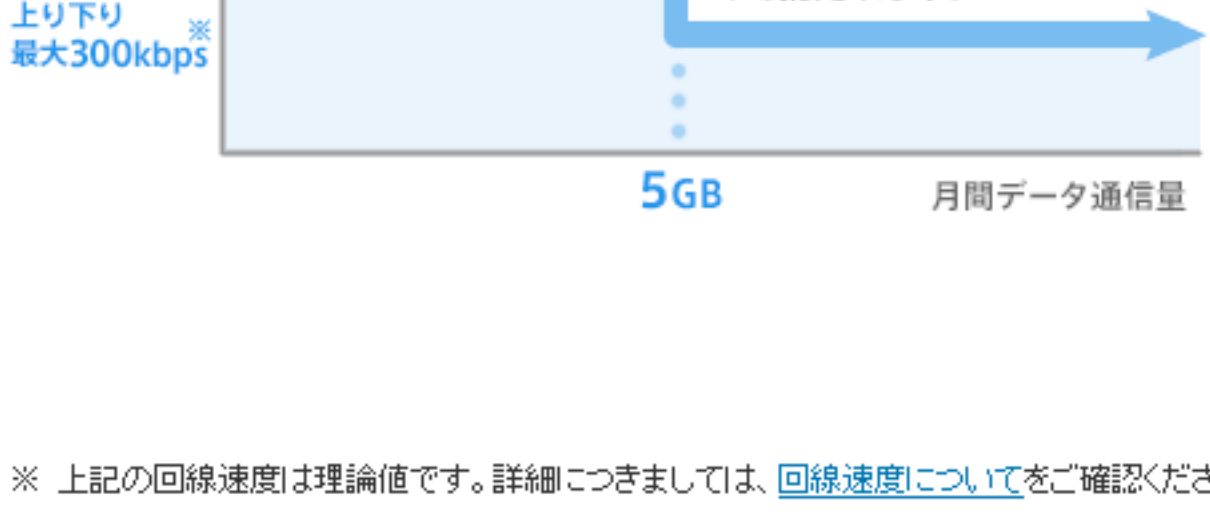 上り下り
最大300kbps※
5GB
月間データ通信量
※ 上記の回線速度は理論値です。詳細につきましては、回線速度についてをご確認くださ